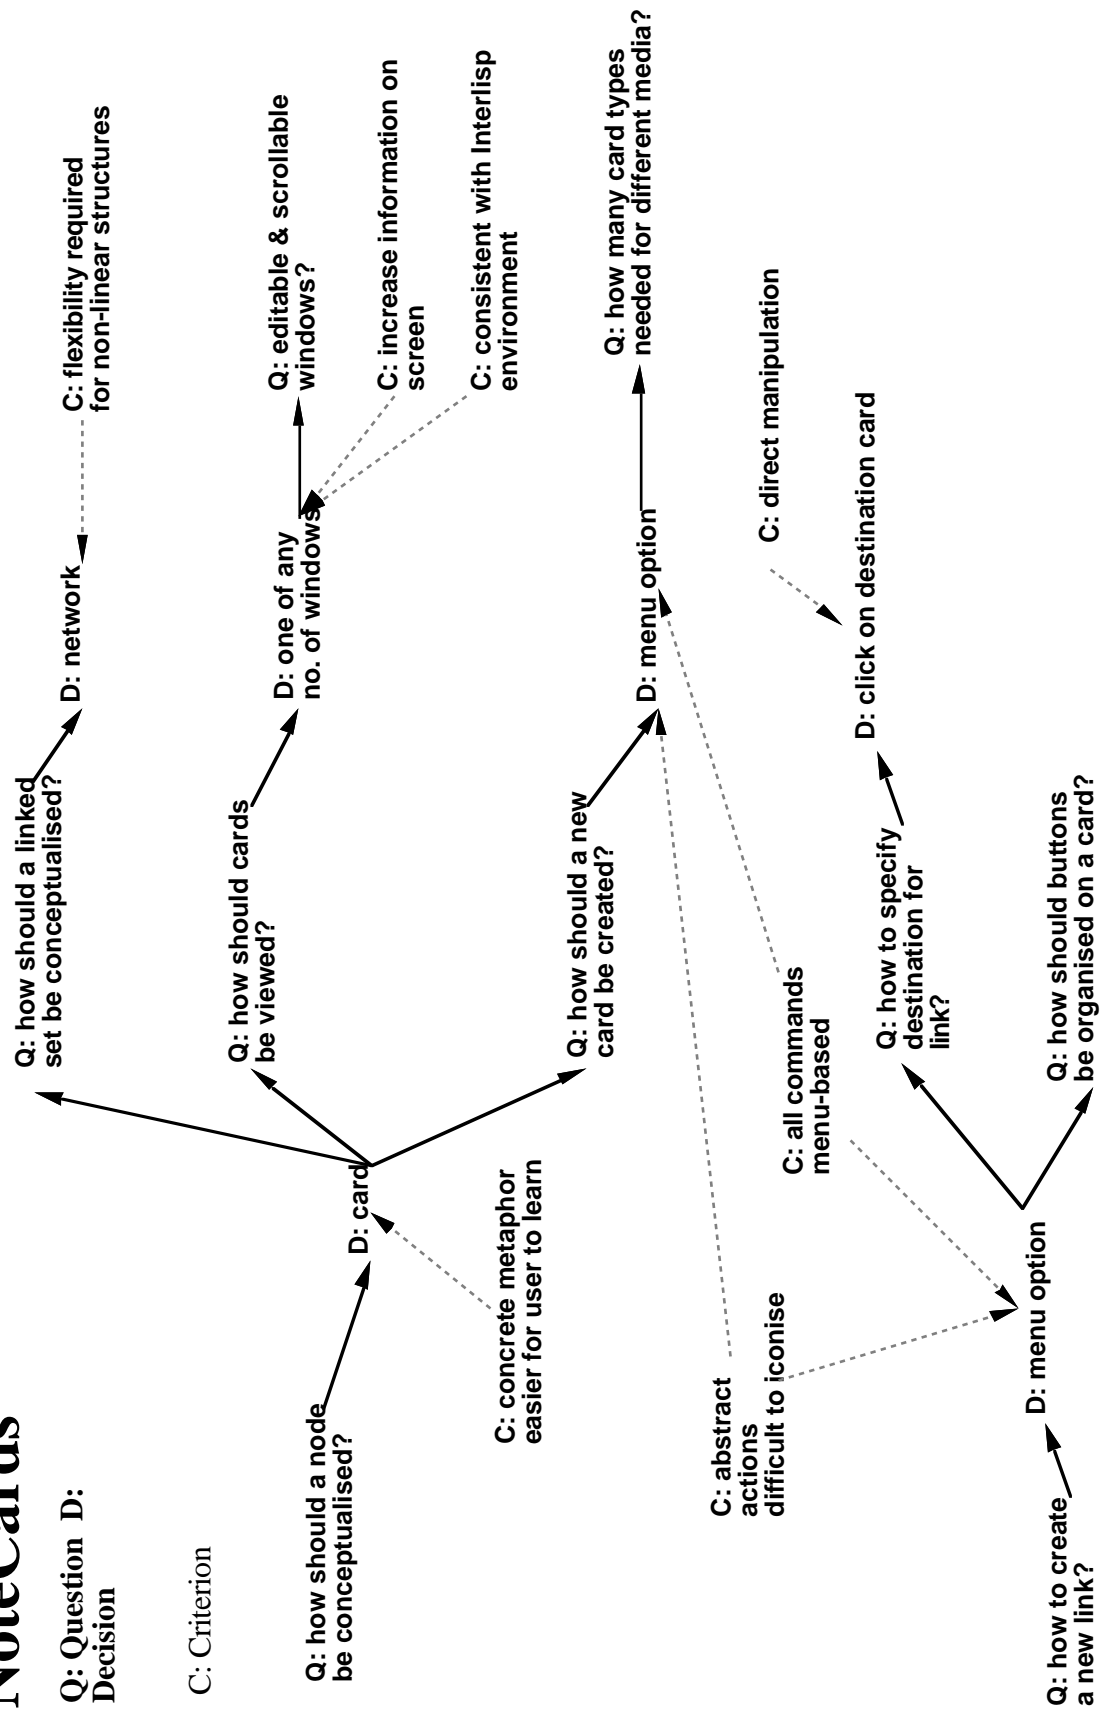 NoteCards
Q: Question D:
Decision
C: Criterion
Q: how should a node
be conceptualised?
D: card
C: concrete metaphor
easier for user to learn
Q: how should a linked
set be conceptualised?
D: network
C: flexibility required
for non-linear structures
Q: how should cards
be viewed?
D: one of any
no. of windows
Q: editable & scrollable
windows?
C: increase information on
screen
C: consistent with Interlisp
environment
Q: how should a new
card be created?
D: menu option
Q: how many card types
needed for different media?
C: abstract
actions
difficult to iconise
C: all commands
menu-based
C: direct manipulation
Q: how to create
a new link?
D: menu option
Q: how to specify
destination for
link?
D: click on destination card
Q: how should buttons
be organised on a card?